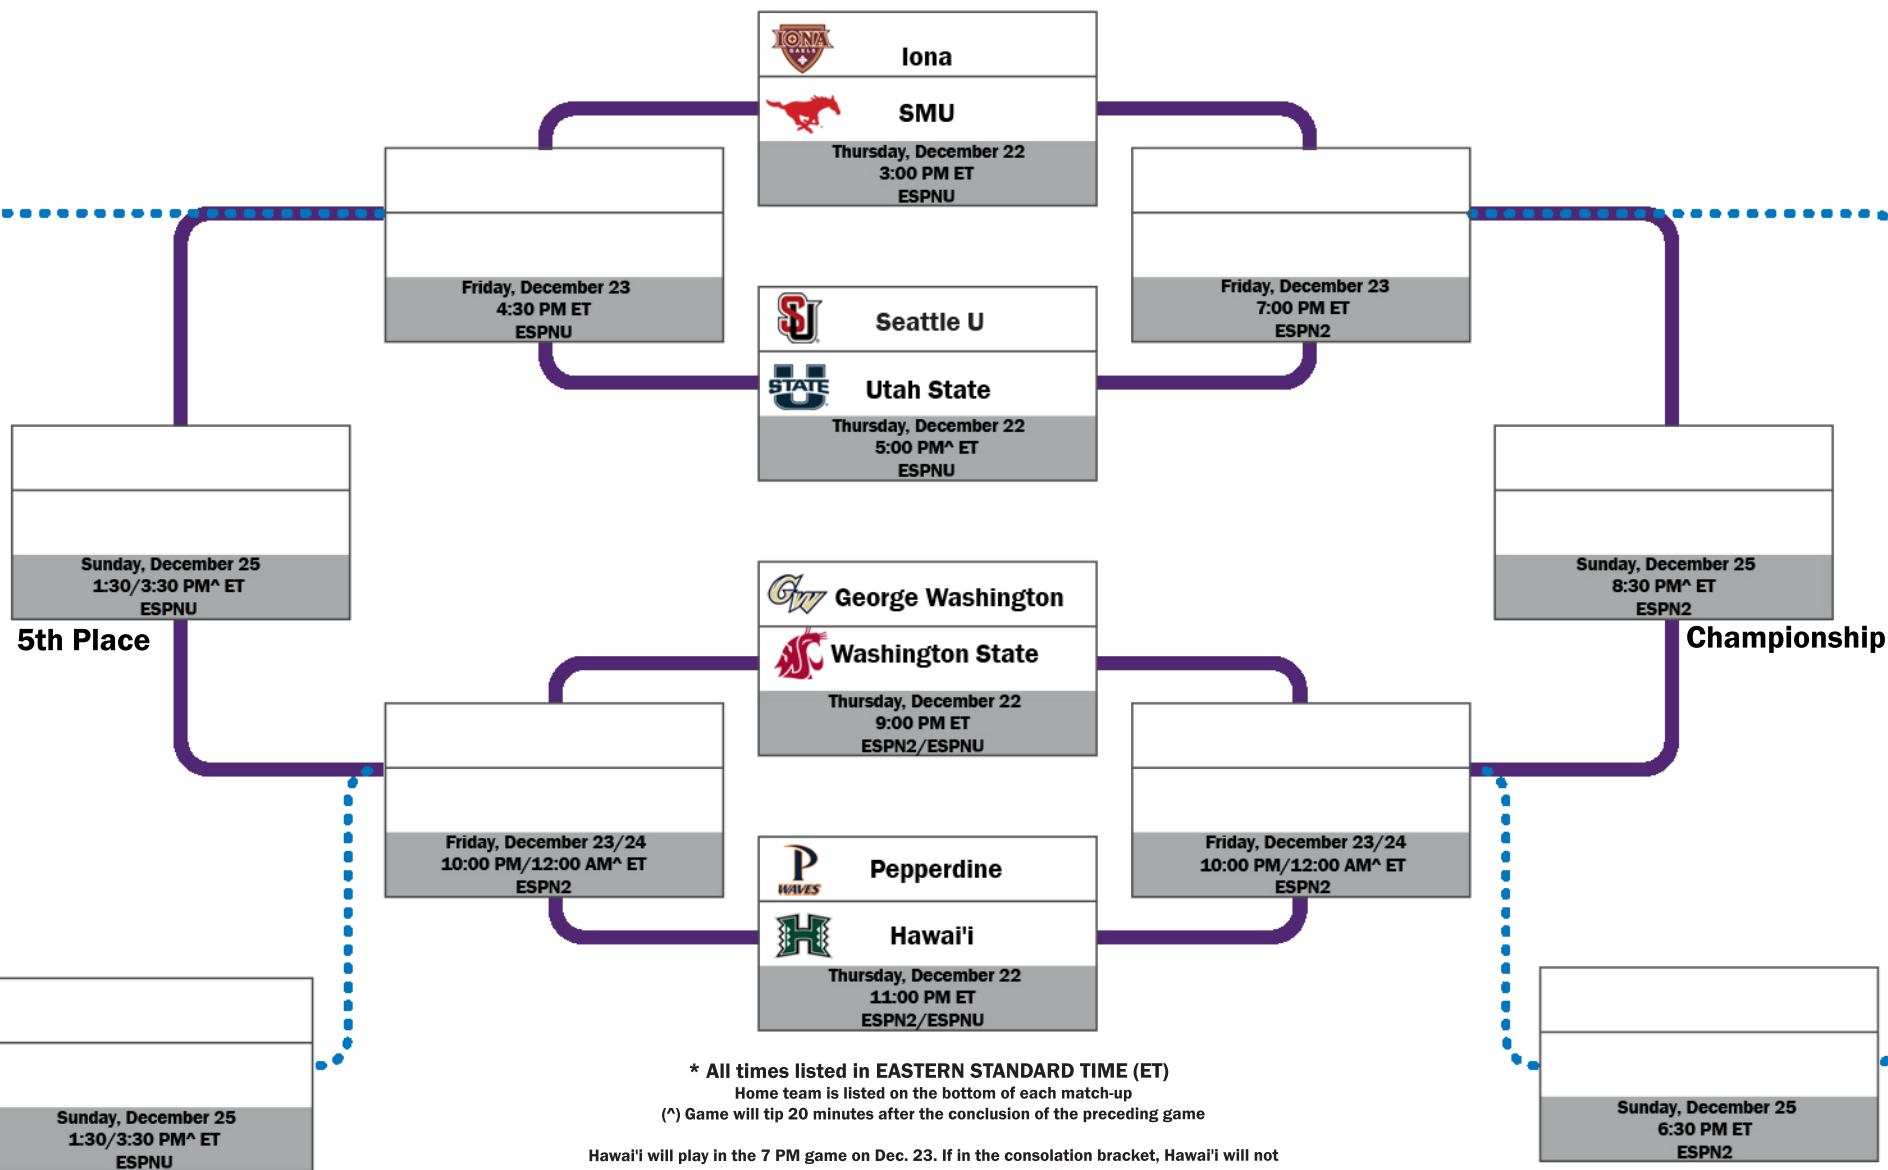 IONA
GAELS
Iona
SMU
Thursday, December 22
3:00 PM ET
ESPNU
Friday, December 23
4:30 PM ET
ESPNU
Friday, December 23
7:00 PM ET
ESPN2
SU
Seattle U
U
STATE
Utah State
Thursday, December 22
5:00 PM^ ET
ESPNU
Sunday, December 25
1:30/3:30 PM^ ET
ESPNU
5th Place
Sunday, December 25
8:30 PM^ ET
ESPN2
Championship
GW
George Washington
WSU
Washington State
Thursday, December 22
9:00 PM ET
ESPN2/ESPNU
Friday, December 23/24
10:00 PM/12:00 AM^ ET
ESPN2
Friday, December 23/24
10:00 PM/12:00 AM^ ET
ESPN2
P
WAVES
Pepperdine
H
Hawai'i
Thursday, December 22
11:00 PM ET
ESPN2/ESPNU
Sunday, December 25
1:30/3:30 PM^ ET
ESPNU
Sunday, December 25
6:30 PM ET
ESPN2
* All times listed in EASTERN STANDARD TIME (ET)
Home team is listed on the bottom of each match-up
(^) Game will tip 20 minutes after the conclusion of the preceding game
Hawai'i will play in the 7 PM game on Dec. 23. If in the consolation bracket, Hawai'i will not